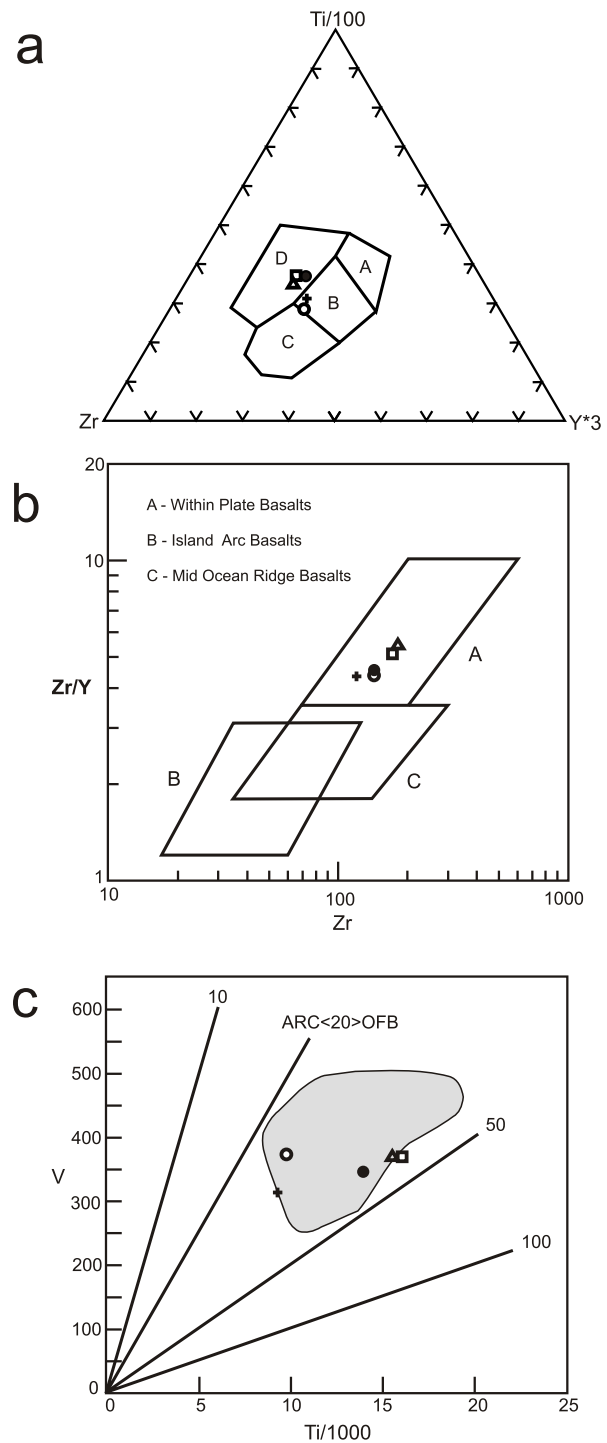 a
Ti/100
D
A
B
C
Zr
Y*3
b
20
A - Within Plate Basalts
B - Island Arc Basalts
C - Mid Ocean Ridge Basalts
10
Zr/Y
A
B
C
1
10
100
1000
Zr
c
10
ARC<20>OFB
600
500
50
400
V
300
100
200
100
0
0
5
10
15
20
25
Ti/1000